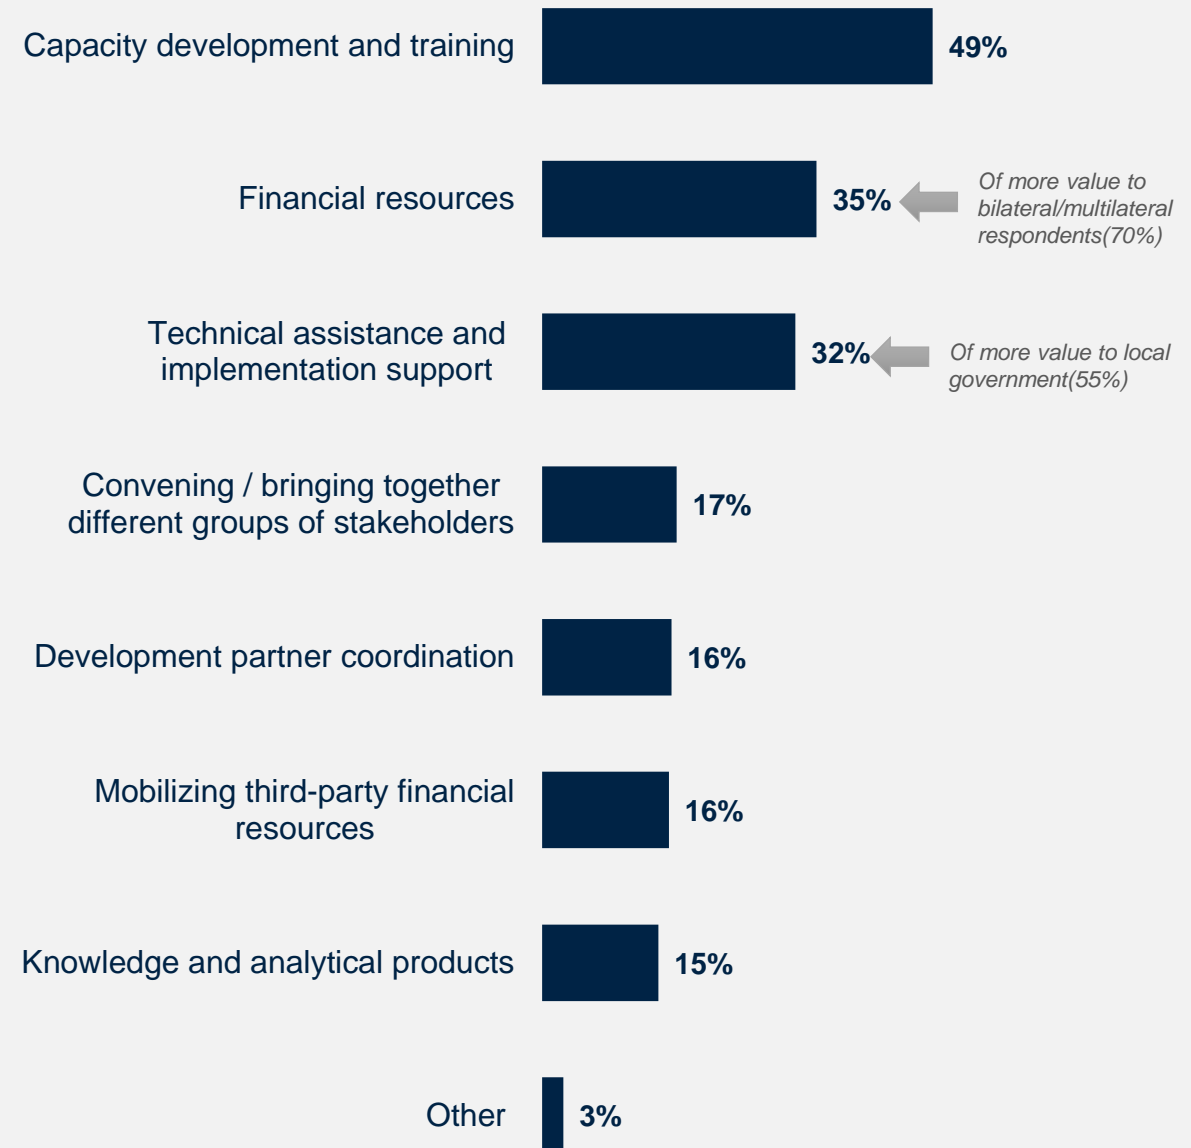 Capacity development and training
49%
Financial resources
35%
Of more value to
bilateral/multilateral
respondents(70%)
Technical assistance and
implementation support
32%
Of more value to local
government(55%)
Convening / bringing together
different groups of stakeholders
17%
Development partner coordination
16%
Mobilizing third-party financial
resources
16%
Knowledge and analytical products
15%
Other
3%